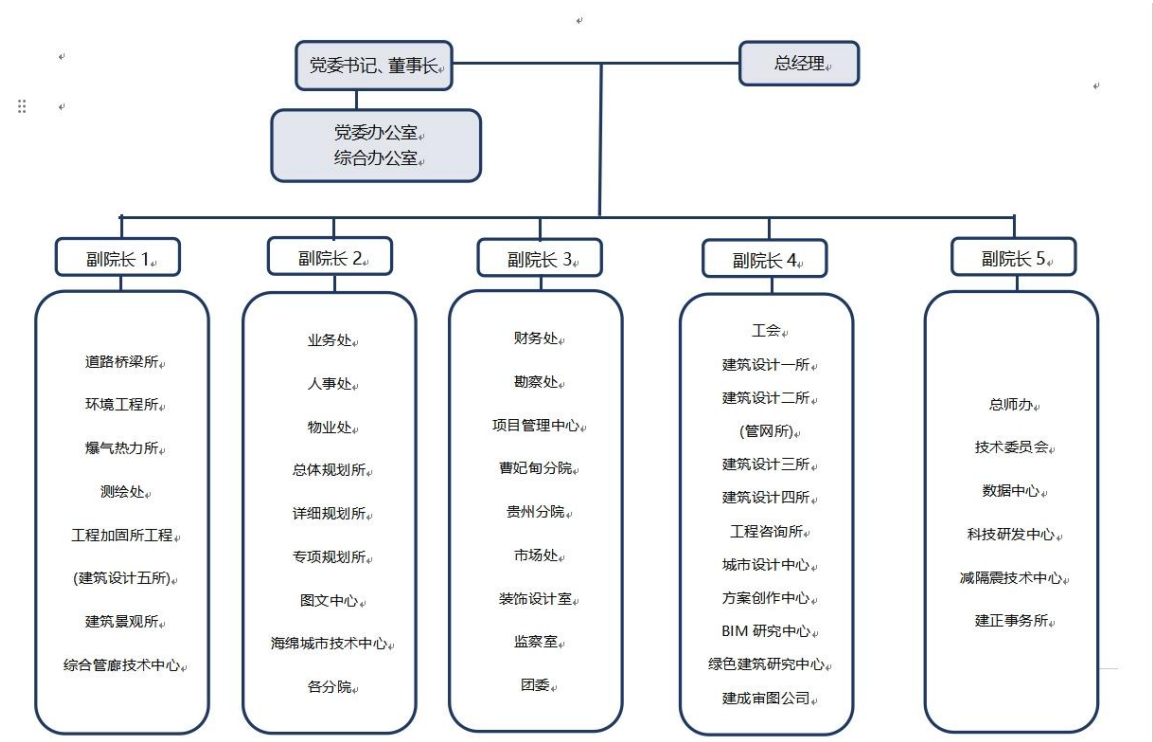 党委书记、董事长
总经理
党委办公室
综合办公室
副院长 1
副院长 2
副院长 3
副院长 4
副院长 5
道路桥梁所
环境工程所
爆气热力所
测绘处
工程加固所工程
(建筑设计五所)
建筑景观所
综合管廊技术中心
业务处
人事处
物业处
总体规划所
详细规划所
专项规划所
图文中心
海绵城市技术中心
各分院
财务处
勘察处
项目管理中心
曹妃甸分院
贵州分院
市场处
装饰设计室
监察室
团委
工会
建筑设计一所
建筑设计二所
(管网所)
建筑设计三所
建筑设计四所
工程咨询所
城市设计中心
方案创作中心
BIM 研究中心
绿色建筑研究中心
建成审图公司
总师办
技术委员会
数据中心
科技研发中心
减隔震技术中心
建正事务所